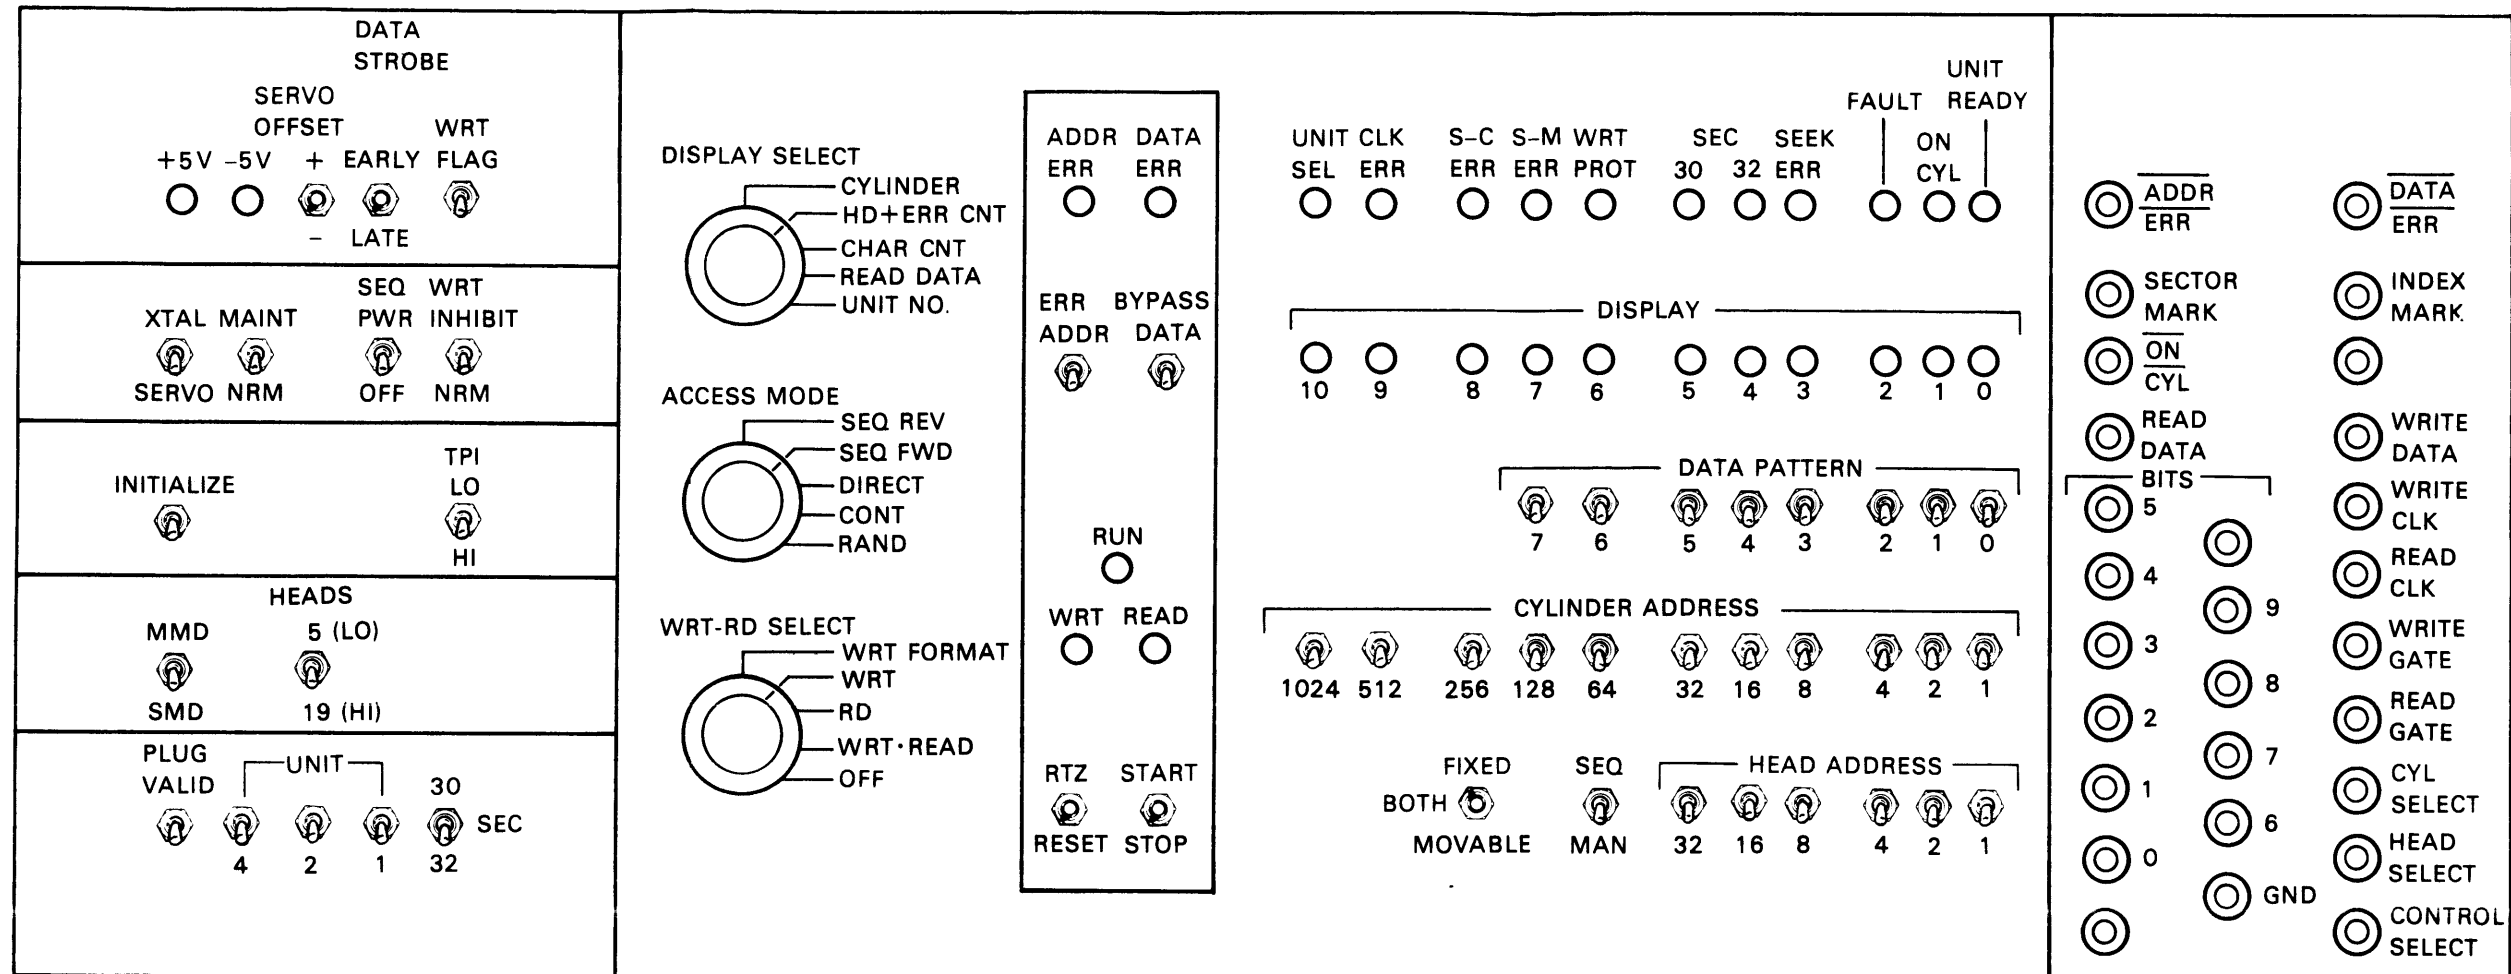 DATA
STROBE
SERVO
OFFSET
WRT
FLAG
+5V -5V + EARLY
- LATE
SEQ WRT
XTAL MAINT PWR INHIBIT
SERVO NRM OFF NRM
TPI
INITIALIZE LO
HI
HEADS
MMD 5 (LO)
SMD 19 (HI)
PLUG
VALID
UNIT
30
SEC
4 2 1 32
DISPLAY SELECT
CYLINDER
HD+ERR CNT
CHAR CNT
READ DATA
UNIT NO.
ACCESS MODE
SEQ REV
SEQ FWD
DIRECT
CONT
RAND
WRT-RD SELECT
WRT FORMAT
WRT
RD
WRT·READ
OFF
ADDR DATA
ERR ERR
ERR BYPASS
ADDR DATA
RUN
WRT READ
RTZ START
RESET STOP
UNIT
FAULT READY
UNIT CLK S-C S-M WRT SEC SEEK ON
SEL ERR ERR ERR PROT 30 32 ERR CYL
DISPLAY
10 9 8 7 6 5 4 3 2 1 0
DATA PATTERN
7 6 5 4 3 2 1 0
CYLINDER ADDRESS
1024 512 256 128 64 32 16 8 4 2 1
FIXED SEQ HEAD ADDRESS
BOTH
MOVABLE MAN 32 16 8 4 2 1
ADDR
ERR
SECTOR
MARK
ON
CYL
READ
DATA
BITS
5
4
3
2
1
0
9
8
7
6
GND
DATA
ERR
INDEX
MARK
WRITE
DATA
WRITE
CLK
READ
CLK
WRITE
GATE
READ
GATE
CYL
SELECT
HEAD
SELECT
CONTROL
SELECT